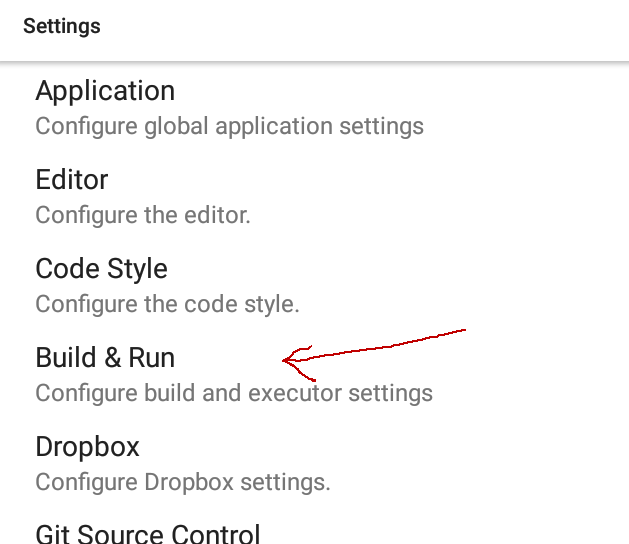 Settings
Application
Configure global application settings
Editor
Configure the editor.
Code Style
Configure the code style.
Build & Run
Configure build and executor settings
Dropbox
Configure Dropbox settings.
Git Source Control